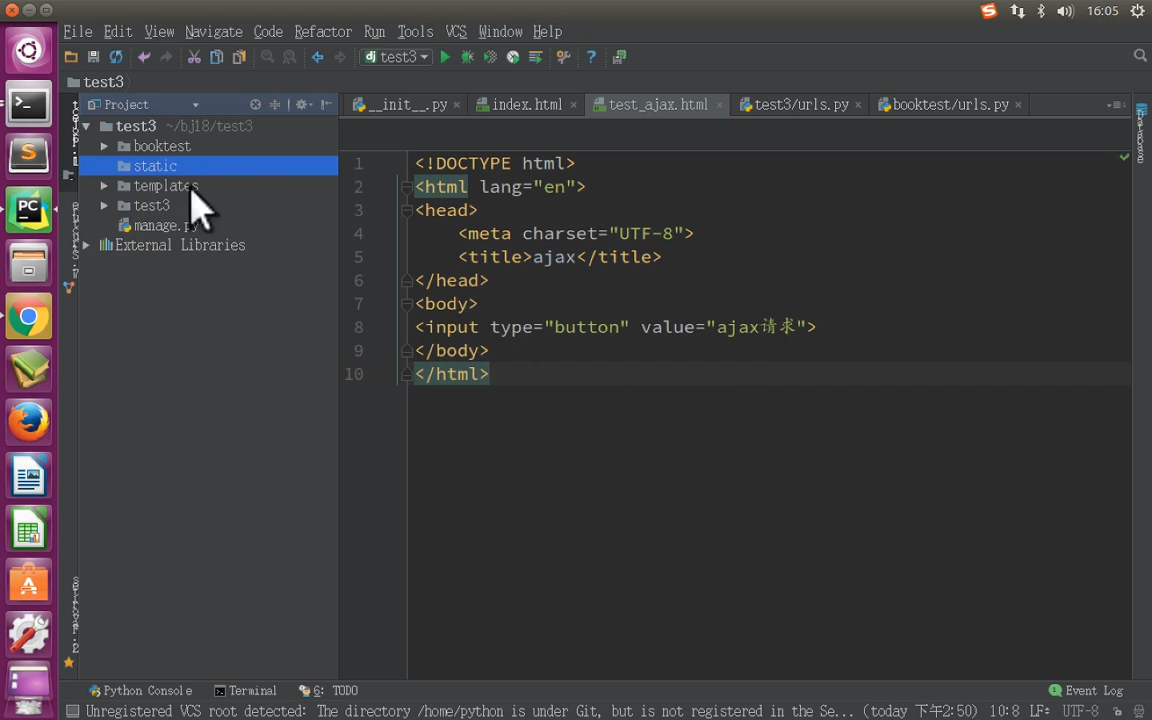 16:05
File Edit View Navigate Code Refactor Run Tools VCS Window Help
test3
test3
Project
__init__.py index.html test_ajax.html test3/urls.py booktest/urls.py
test3 ~/bj18/test3
booktest
static
templates
test3
manage.py
External Libraries
1 <!DOCTYPE html>
2 <html lang="en">
3 <head>
4 <meta charset="UTF-8">
5 <title>ajax</title>
6 </head>
7 <body>
8 <input type="button" value="ajax请求">
9 </body>
10 </html>
Python Console Terminal 6: TODO Event Log
Unregistered VCS root detected: The directory /home/python is under Git, but is not registered in the Se... (today 下午2:50) 10:8 LF UTF-8